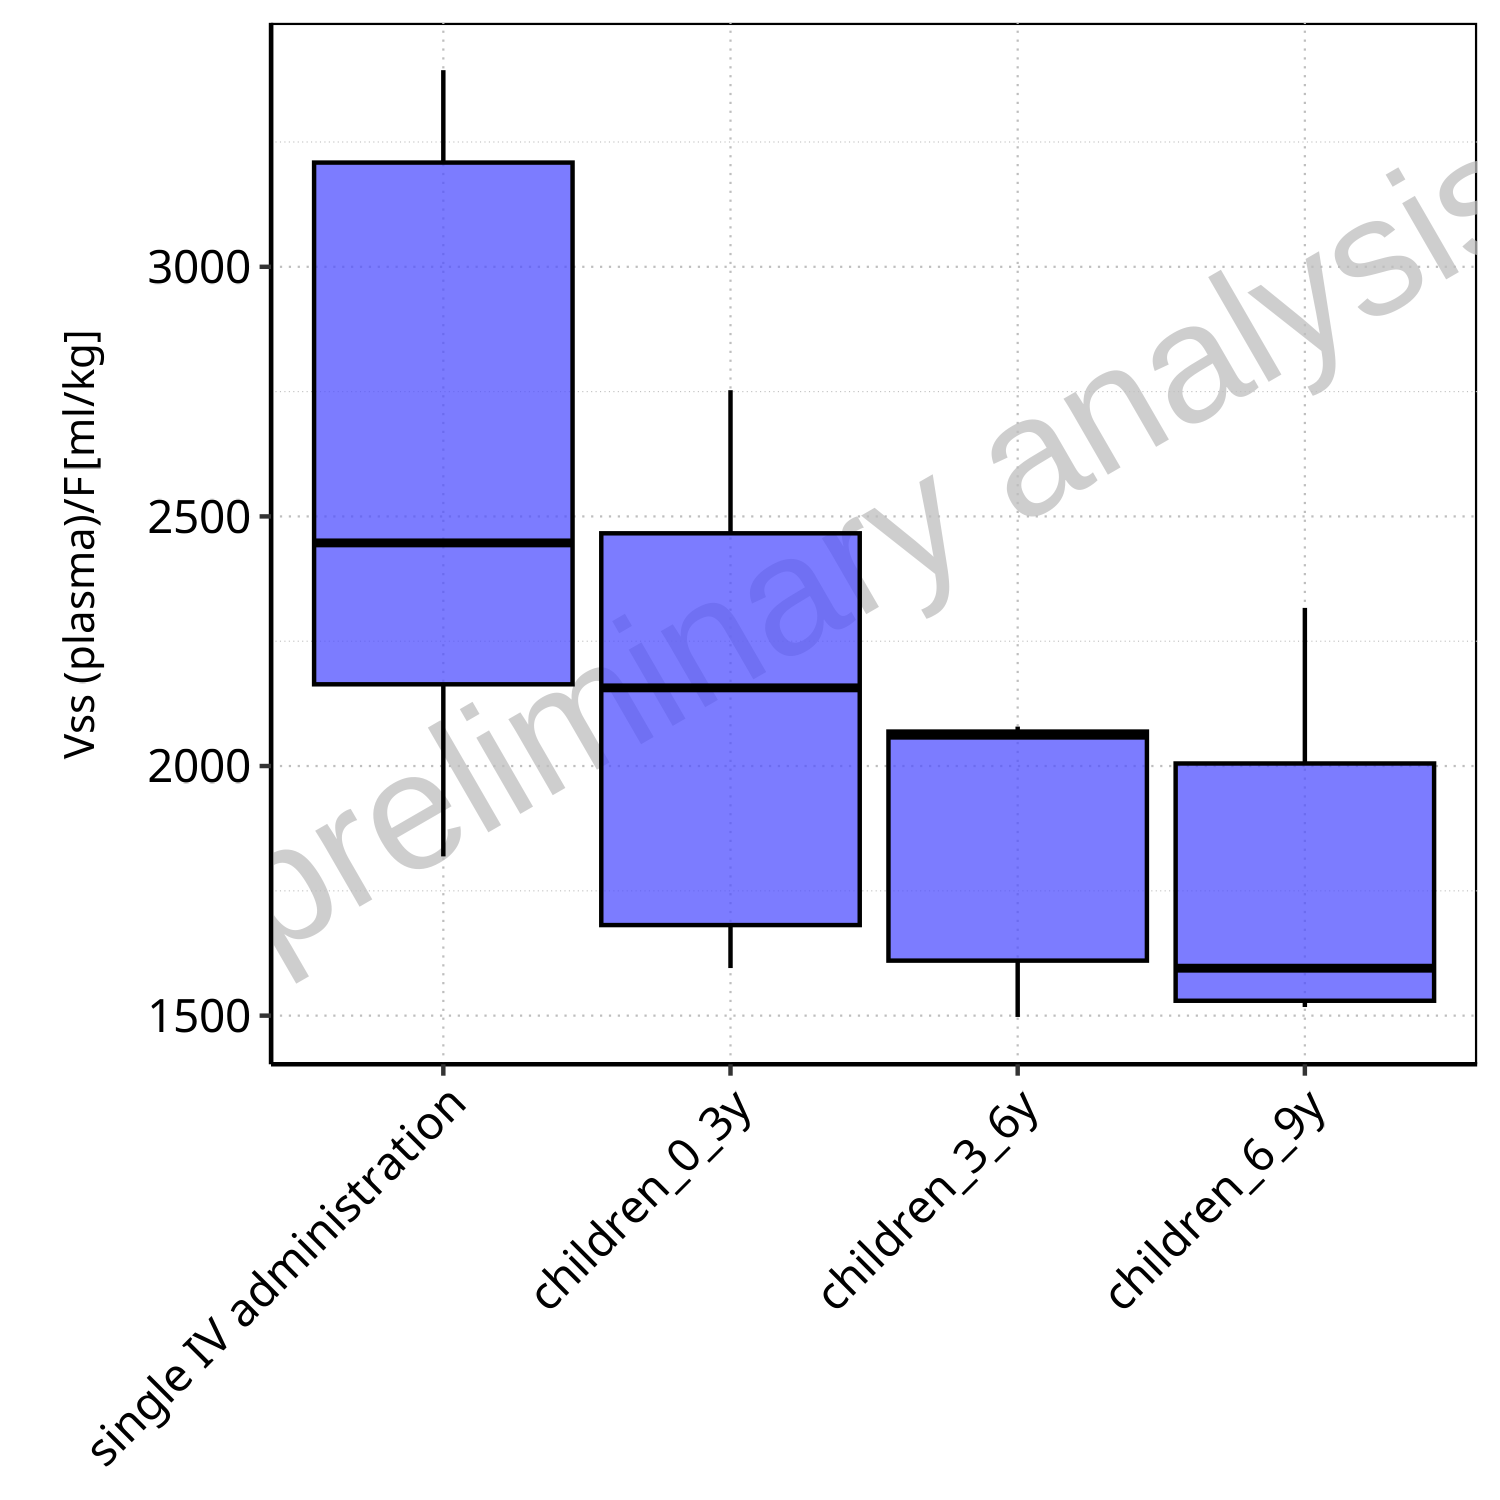 Vss (plasma)/F [ml/kg]
3000
2500
2000
1500
preliminary analysis
single IV administration
children_0_3y
children_3_6y
children_6_9y